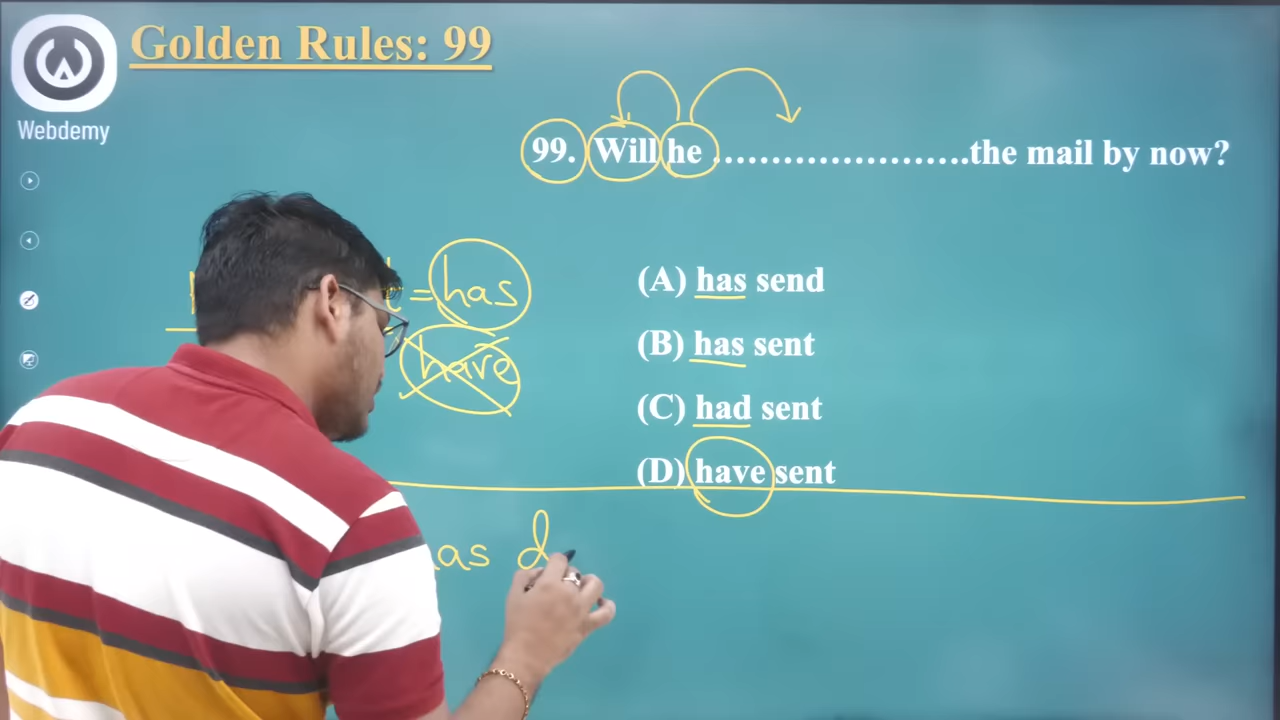 Golden Rules: 99
Webdemy
99. Will he ......................the mail by now?
=has
have
(A) has send
(B) has sent
(C) had sent
(D) have sent
as d